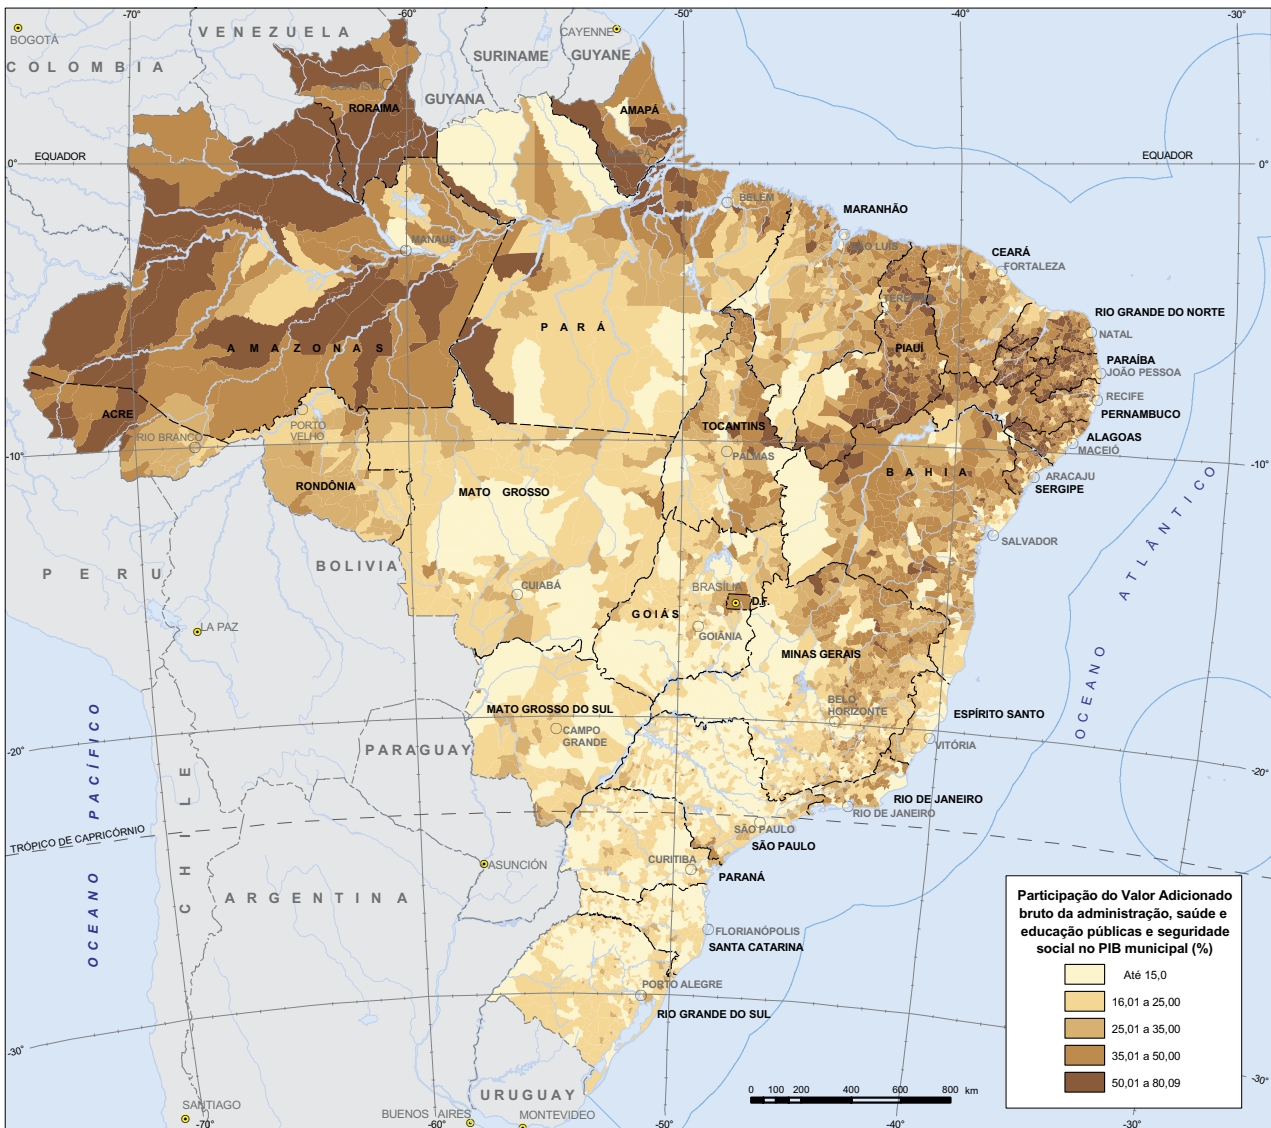 -70°
-60°
-50°
-40°
-30°
BOGOTÁ
VENEZUELA
CAYENNE
COLOMBIA
SURINAME
GUYANE
GUYANA
RORAIMA
AMAPÁ
0°
EQUADOR
EQUADOR
0°
BELÉM
MARANHÃO
SÃO LUÍS
MANAUS
CEARÁ
FORTALEZA
TERESINA
RIO GRANDE DO NORTE
NATAL
PARÁ
AMAZONAS
PIAUÍ
PARAÍBA
JOÃO PESSOA
RECIFE
PERNAMBUCO
ACRE
RIO BRANCO
PORTO
VELHO
TOCANTINS
PALMAS
ALAGOAS
MACEIÓ
-10°
-10°
BAHIA
ARACAJU
SERGIPE
RONDÔNIA
MATO GROSSO
SALVADOR
OCEANO ATLÂNTICO
PERU
BOLIVIA
CUIABÁ
BRASÍLIA
D.F.
GOIÁS
GOIÂNIA
LA PAZ
MINAS GERAIS
MATO GROSSO DO SUL
CAMPO
GRANDE
BELO
HORIZONTE
ESPÍRITO SANTO
VITÓRIA
PARAGUAY
-20°
-20°
OCEANO PACÍFICO
CHILE
RIO DE JANEIRO
RIO DE JANEIRO
TRÓPICO DE CAPRICÓRNIO
SÃO PAULO
SÃO PAULO
ASUNCIÓN
CURITIBA
PARANÁ
ARGENTINA
FLORIANÓPOLIS
SANTA CATARINA
PORTO ALEGRE
RIO GRANDE DO SUL
Participação do Valor Adicionado
bruto da administração, saúde e
educação públicas e seguridade
social no PIB municipal (%)
Até 15,0
16,01 a 25,00
25,01 a 35,00
35,01 a 50,00
50,01 a 80,09
-30°
-30°
URUGUAY
0 100 200 400 600 800 km
SANTIAGO
BUENOS AIRES
MONTEVIDEO
-70°
-60°
-50°
-40°
-30°